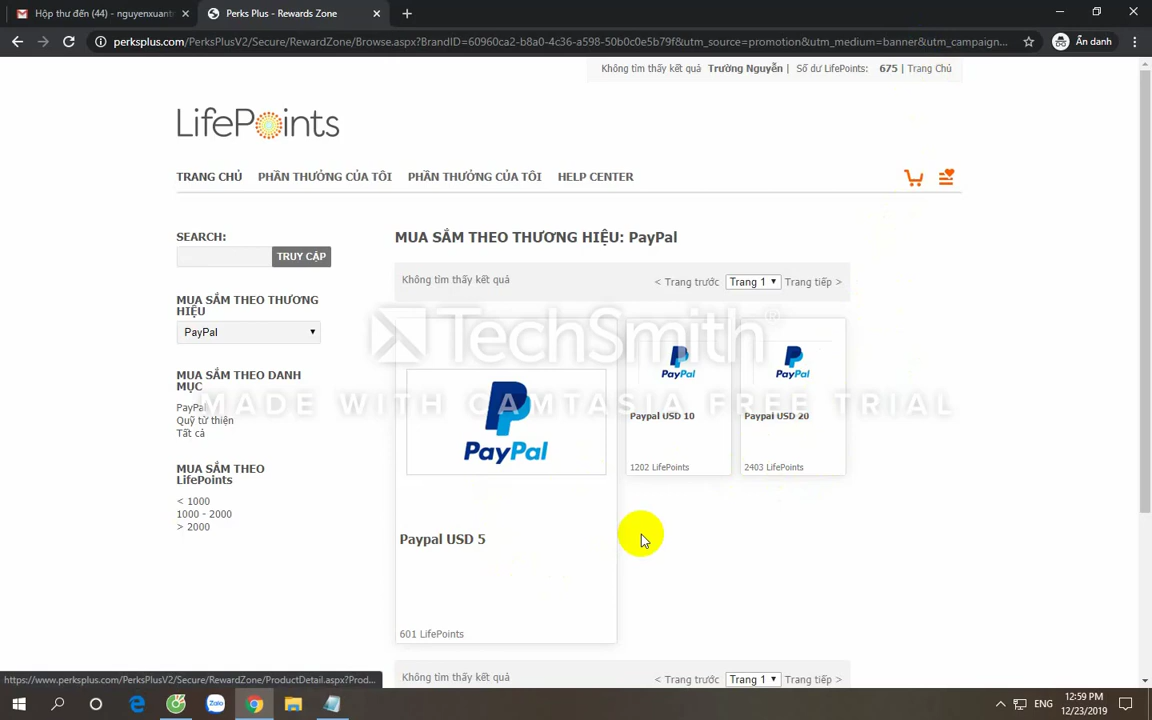 Hộp thư đến (44) - nguyenxuant
Perks Plus - Rewards Zone
perksplus.com/PerksPlusV2/Secure/RewardZone/Browse.aspx?BrandID=60960ca2-b8a0-4c36-a598-50b0c0e5b79f&utm_source=promotion&utm_medium=banner&utm_campaign...
Ẩn danh
Không tìm thấy kết quả Trường Nguyễn | Số dư LifePoints: 675 | Trang Chủ
LifePoints
TRANG CHỦ PHẦN THƯỞNG CỦA TÔI PHẦN THƯỞNG CỦA TÔI HELP CENTER
SEARCH:
TRUY CẬP
MUA SẮM THEO THƯƠNG HIỆU
PayPal
MUA SẮM THEO DANH MỤC
PayPal
Quỹ từ thiện
Tất cả
MUA SẮM THEO LifePoints
< 1000
1000 - 2000
> 2000
MUA SẮM THEO THƯƠNG HIỆU: PayPal
Không tìm thấy kết quả
< Trang trước Trang 1 Trang tiếp >
TechSmith®
MADE WITH CAMTASIA FREE TRIAL
PayPal
Paypal USD 5
601 LifePoints
PayPal
Paypal USD 10
1202 LifePoints
PayPal
Paypal USD 20
2403 LifePoints
Không tìm thấy kết quả
< Trang trước Trang 1 Trang tiếp >
https://www.perksplus.com/PerksPlusV2/Secure/RewardZone/ProductDetail.aspx?Prod...
Zalo
ENG
12:59 PM
12/23/2019